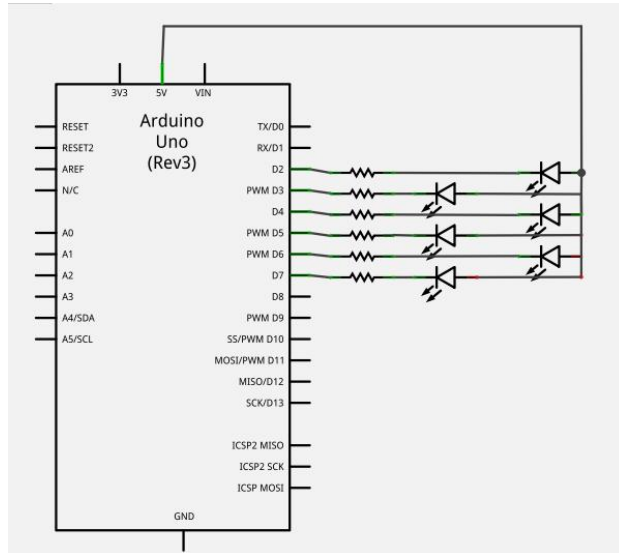 3V3 5V VIN
Arduino
Uno
(Rev3)
RESET
RESET2
AREF
N/C
A0
A1
A2
A3
A4/SDA
A5/SCL
TX/D0
RX/D1
D2
PWM D3
D4
PWM D5
PWM D6
D7
D8
PWM D9
SS/PWM D10
MOSI/PWM D11
MISO/D12
SCK/D13
ICSP2 MISO
ICSP2 SCK
ICSP MOSI
GND